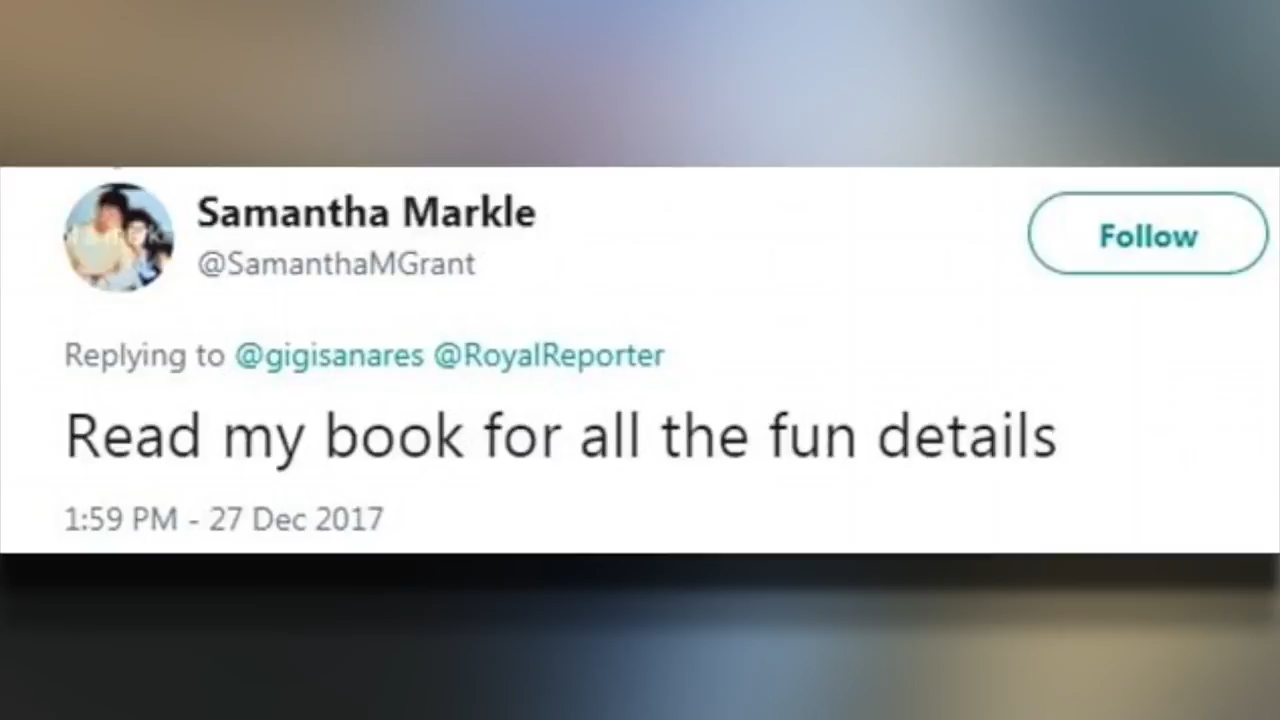 Samantha Markle
@SamanthaMGrant
Follow
Replying to @gigisanares @RoyalReporter
Read my book for all the fun details
1:59 PM - 27 Dec 2017